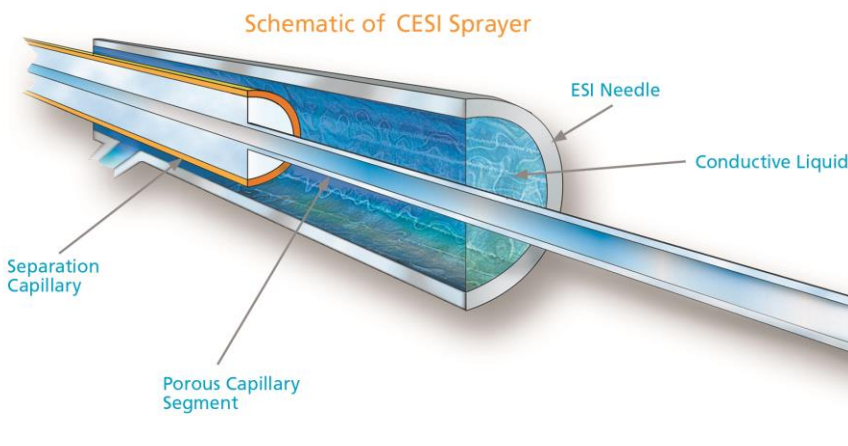 Schematic of CESI Sprayer
ESI Needle
Conductive Liquid
Separation
Capillary
Porous Capillary
Segment